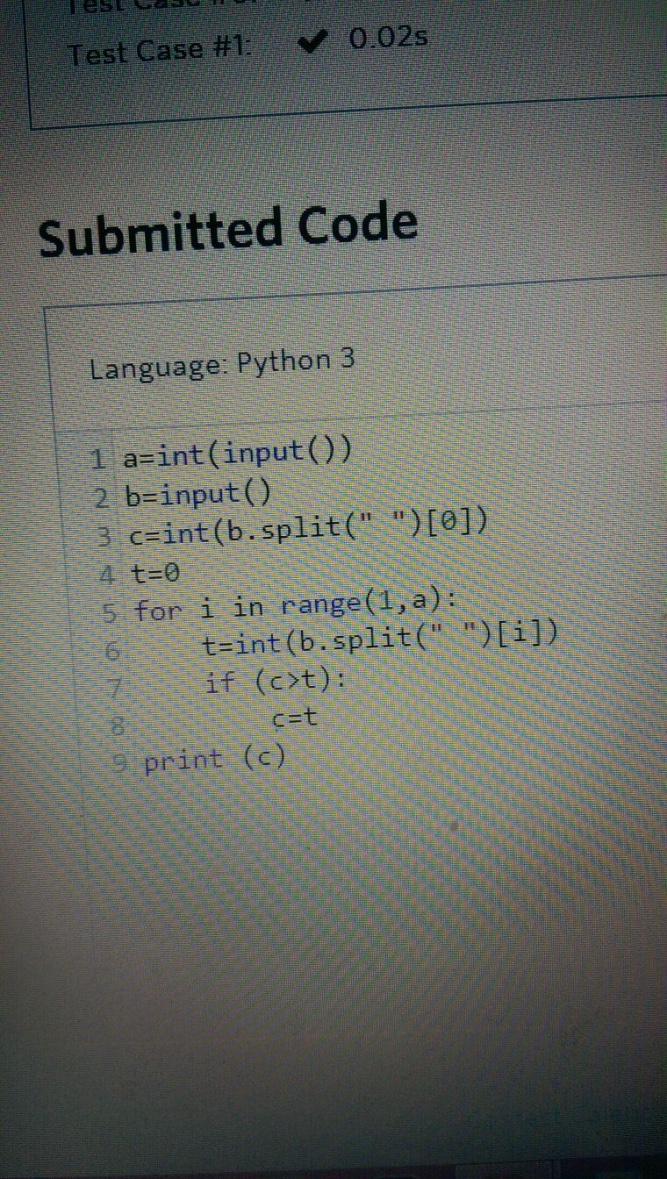 Test Case
Test Case #1: ✔ 0.02s
Submitted Code
Language: Python 3
1 a=int(input())
2 b=input()
3 c=int(b.split(" ")[0])
4 t=0
5 for i in range(1,a):
6 t=int(b.split(" ")[i])
7 if (c>t):
8 c=t
9 print (c)